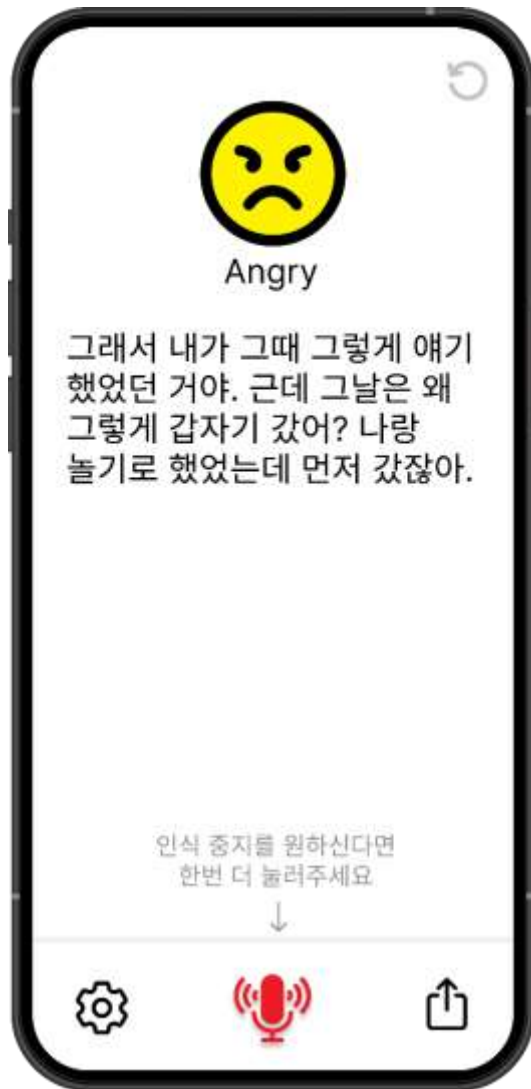 Angry
그래서 내가 그때 그렇게 얘기
했었던 거야. 근데 그날은 왜
그렇게 갑자기 갔어? 나랑
놀기로 했었는데 먼저 갔잖아.
인식 중지를 원하신다면
한번 더 눌러주세요
↓